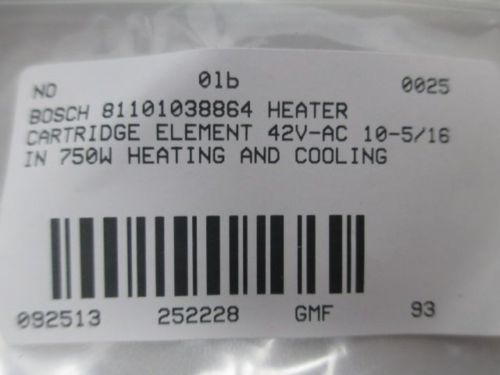 NO 01b 0025
BOSCH 81101038864 HEATER
CARTRIDGE ELEMENT 42V-AC 10-5/16
IN 750W HEATING AND COOLING
092513 252228 GMF 93